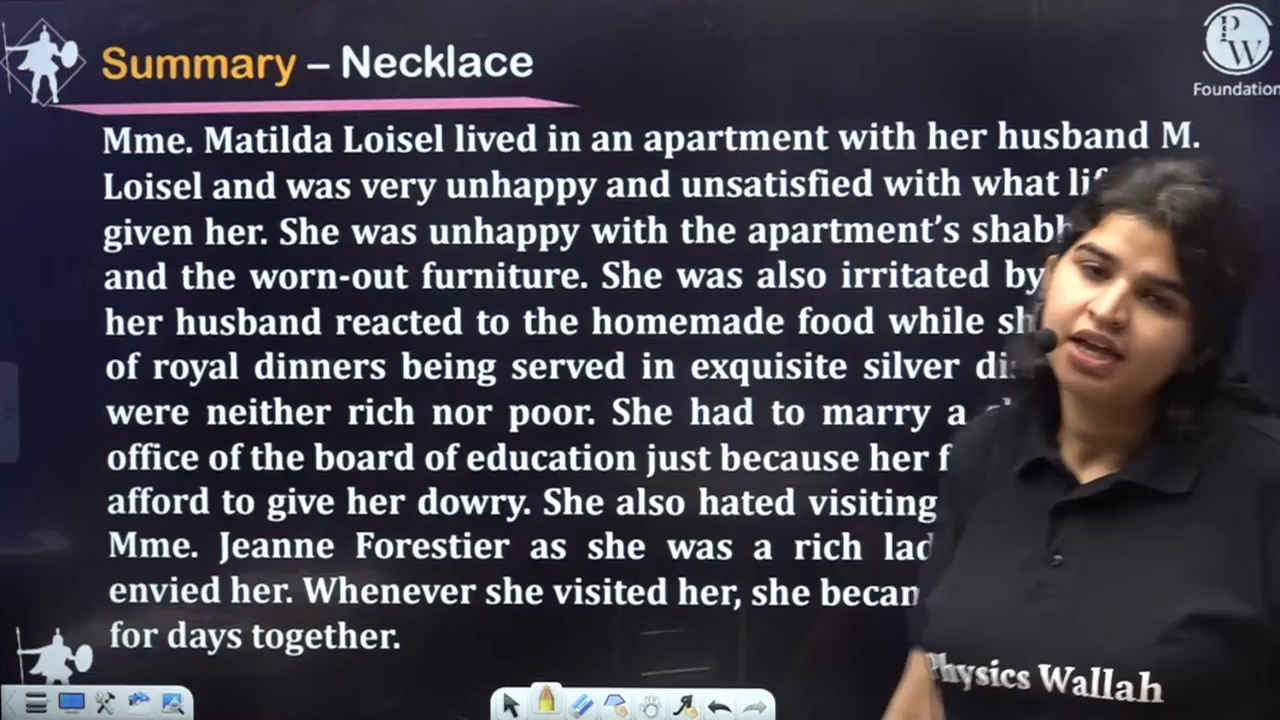 Summary – Necklace
P
W
Foundation
Mme. Matilda Loisel lived in an apartment with her husband M.
Loisel and was very unhappy and unsatisfied with what
given her. She was unhappy with the apartment's
and the worn-out furniture. She was also irritated by
her husband reacted to the homemade food while
of royal dinners being served in exquisite silver
were neither rich nor poor. She had to marry a
office of the board of education just because her
afford to give her dowry. She also hated visiting
Mme. Jeanne Forestier as she was a rich
envied her. Whenever she visited her, she
for days together.
Physics Wallah